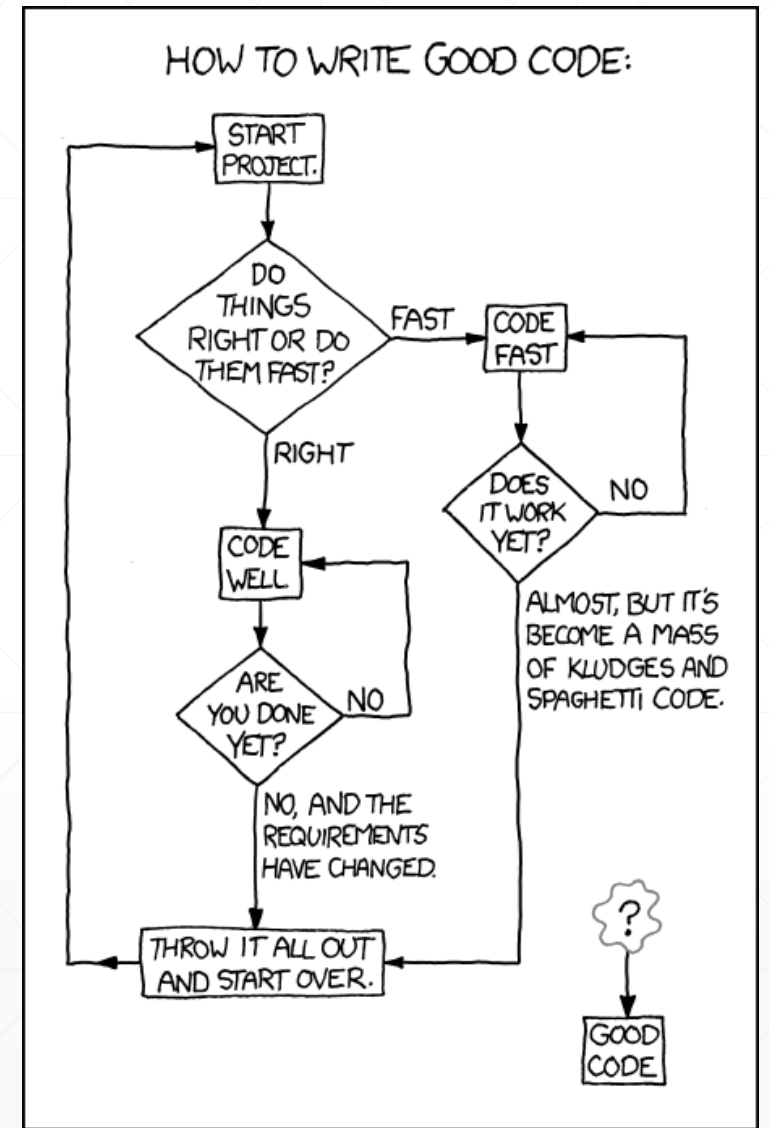 HOW TO WRITE GOOD CODE:
START
PROJECT.
DO
THINGS
RIGHT OR DO
THEM FAST?
FAST
CODE
FAST
RIGHT
DOES
IT WORK
YET?
NO
CODE
WELL
ALMOST, BUT IT'S
BECOME A MASS
OF KLUDGES AND
SPAGHETTI CODE.
ARE
YOU DONE
YET?
NO
NO, AND THE
REQUIREMENTS
HAVE CHANGED.
THROW IT ALL OUT
AND START OVER.
?
GOOD
CODE